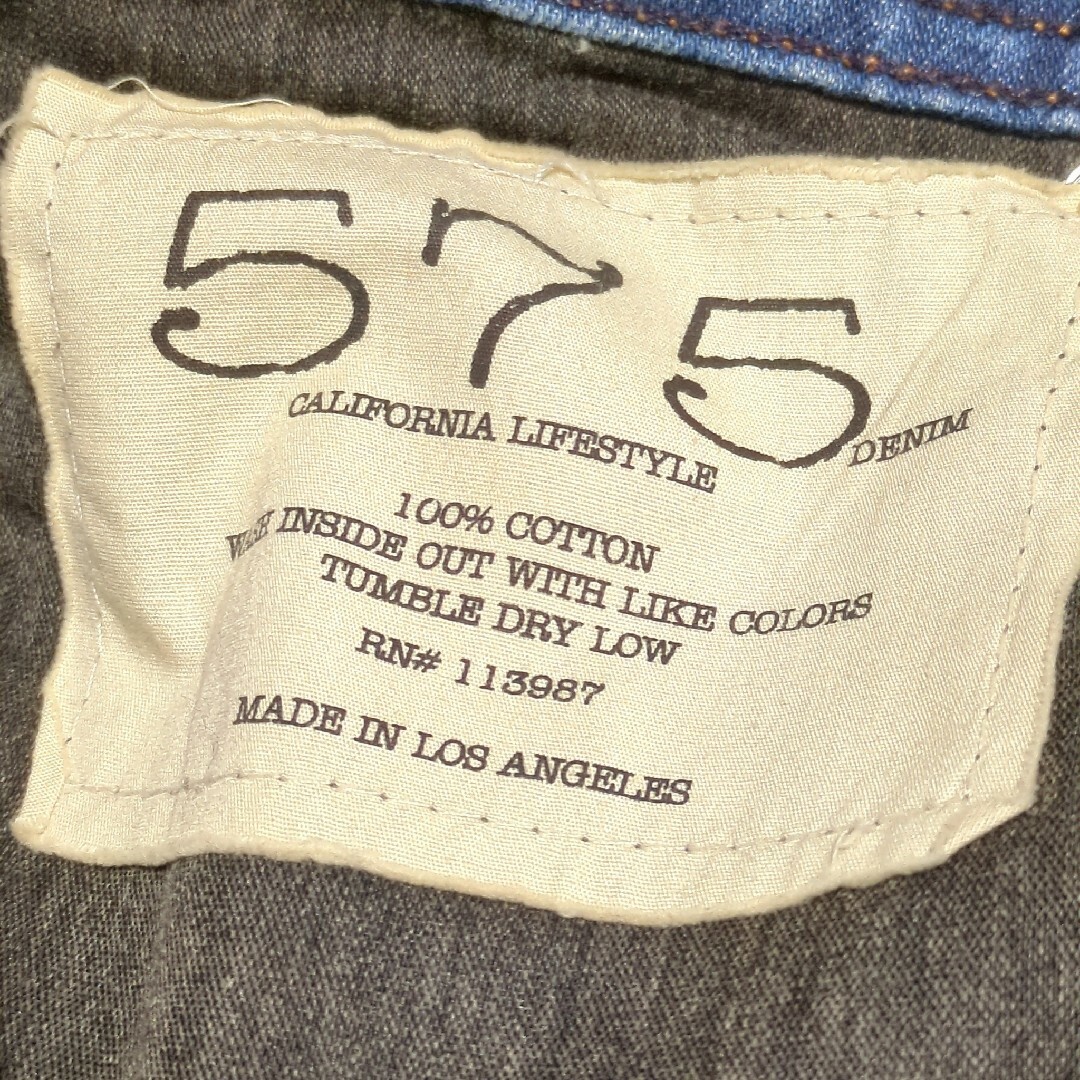 575
CALIFORNIA LIFESTYLE DENIM
100% COTTON
WASH INSIDE OUT WITH LIKE COLORS
TUMBLE DRY LOW
RN# 113987
MADE IN LOS ANGELES